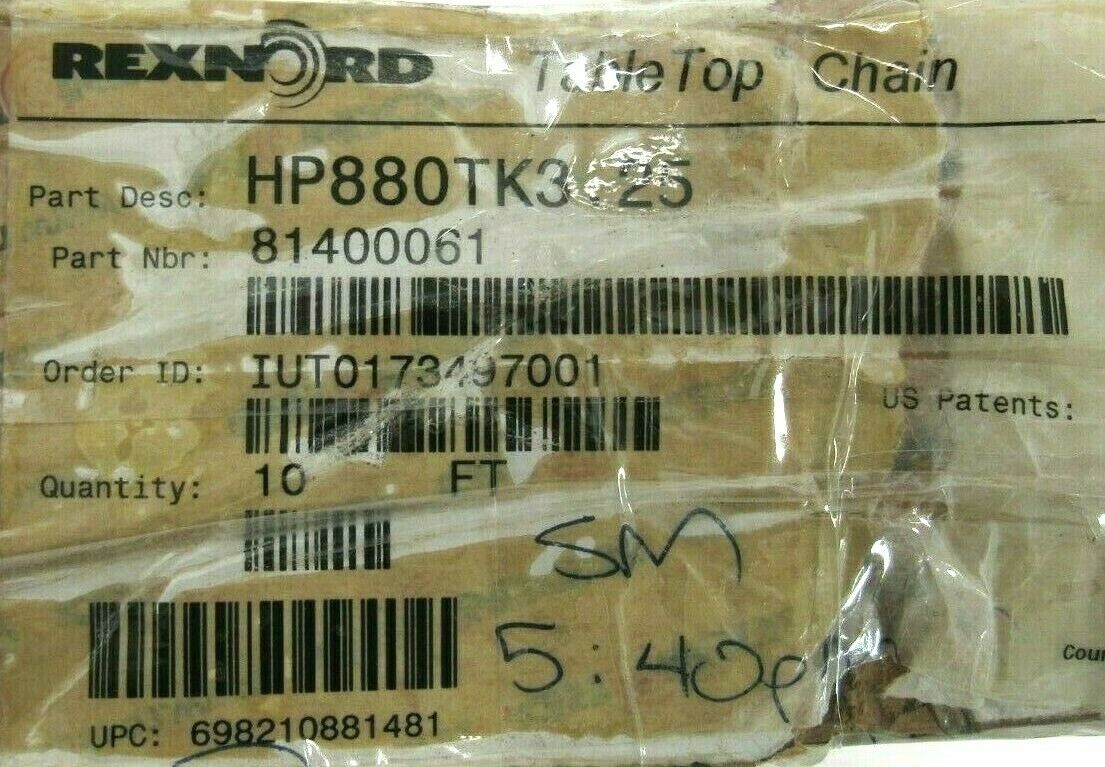 REXNORD TableTop Chain
Part Desc: HP880TK3.25
Part Nbr: 81400061
Order ID: IUT0173497001
US Patents:
Quantity: 10 FT
SM
5:40pm
UPC: 698210881481